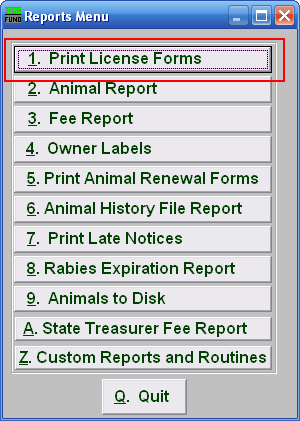 Reports Menu
1. Print License Forms
2. Animal Report
3. Fee Report
4. Owner Labels
5. Print Animal Renewal Forms
6. Animal History File Report
7. Print Late Notices
8. Rabies Expiration Report
9. Animals to Disk
A. State Treasurer Fee Report
Z. Custom Reports and Routines
Q. Quit